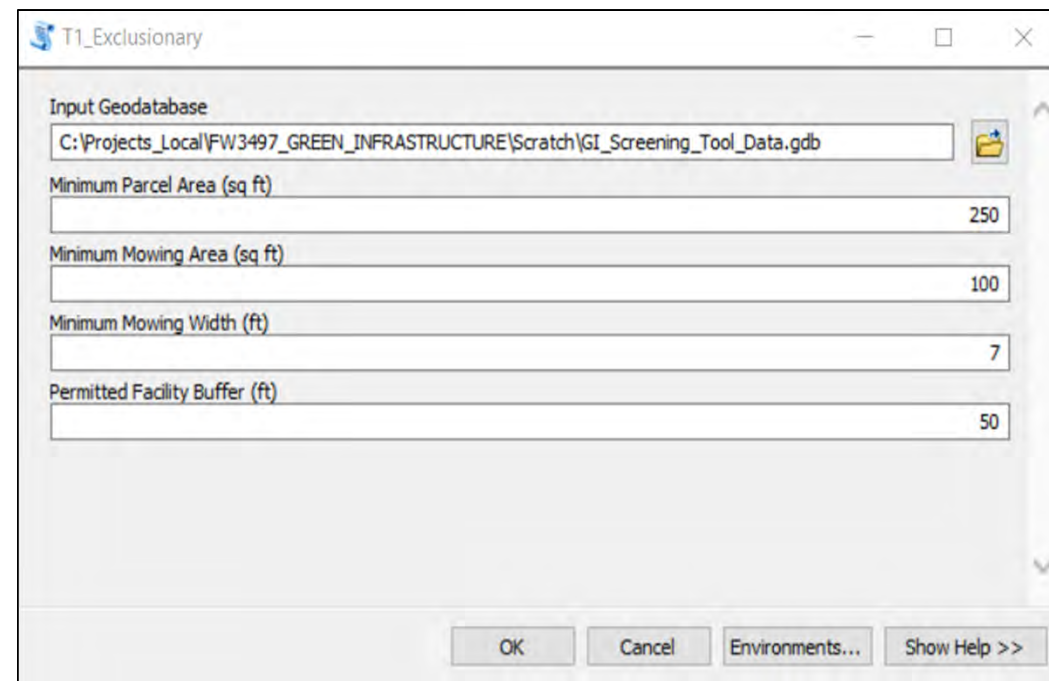 T1_Exclusionary
Input Geodatabase
C:\Projects_Local\FW3497_GREEN_INFRASTRUCTURE\Scratch\GI_Screening_Tool_Data.gdb
Minimum Parcel Area (sq ft)
250
Minimum Mowing Area (sq ft)
100
Minimum Mowing Width (ft)
7
Permitted Facility Buffer (ft)
50
OK Cancel Environments... Show Help >>